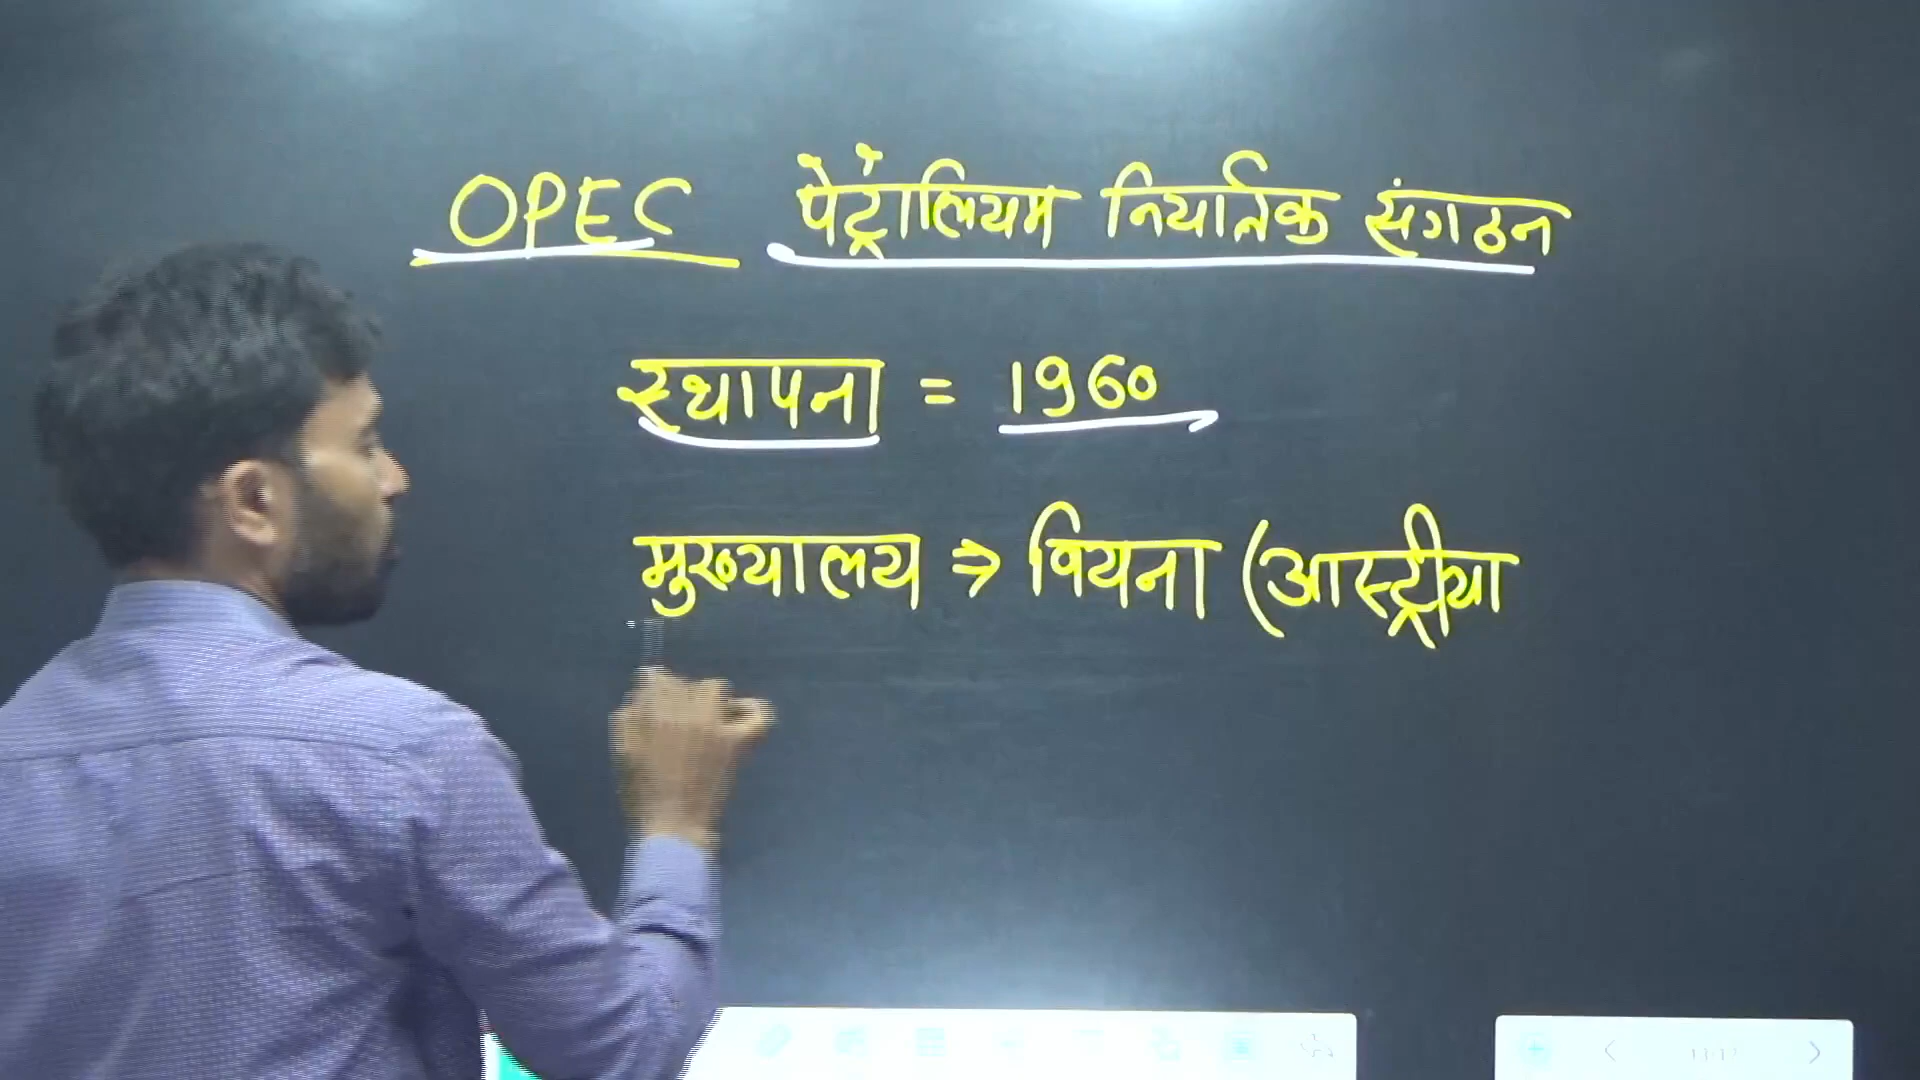 OPEC पेट्रोलियम निर्यातक संगठन
स्थापना = 1960
मुख्यालय ⇒ वियना (आस्ट्रीया